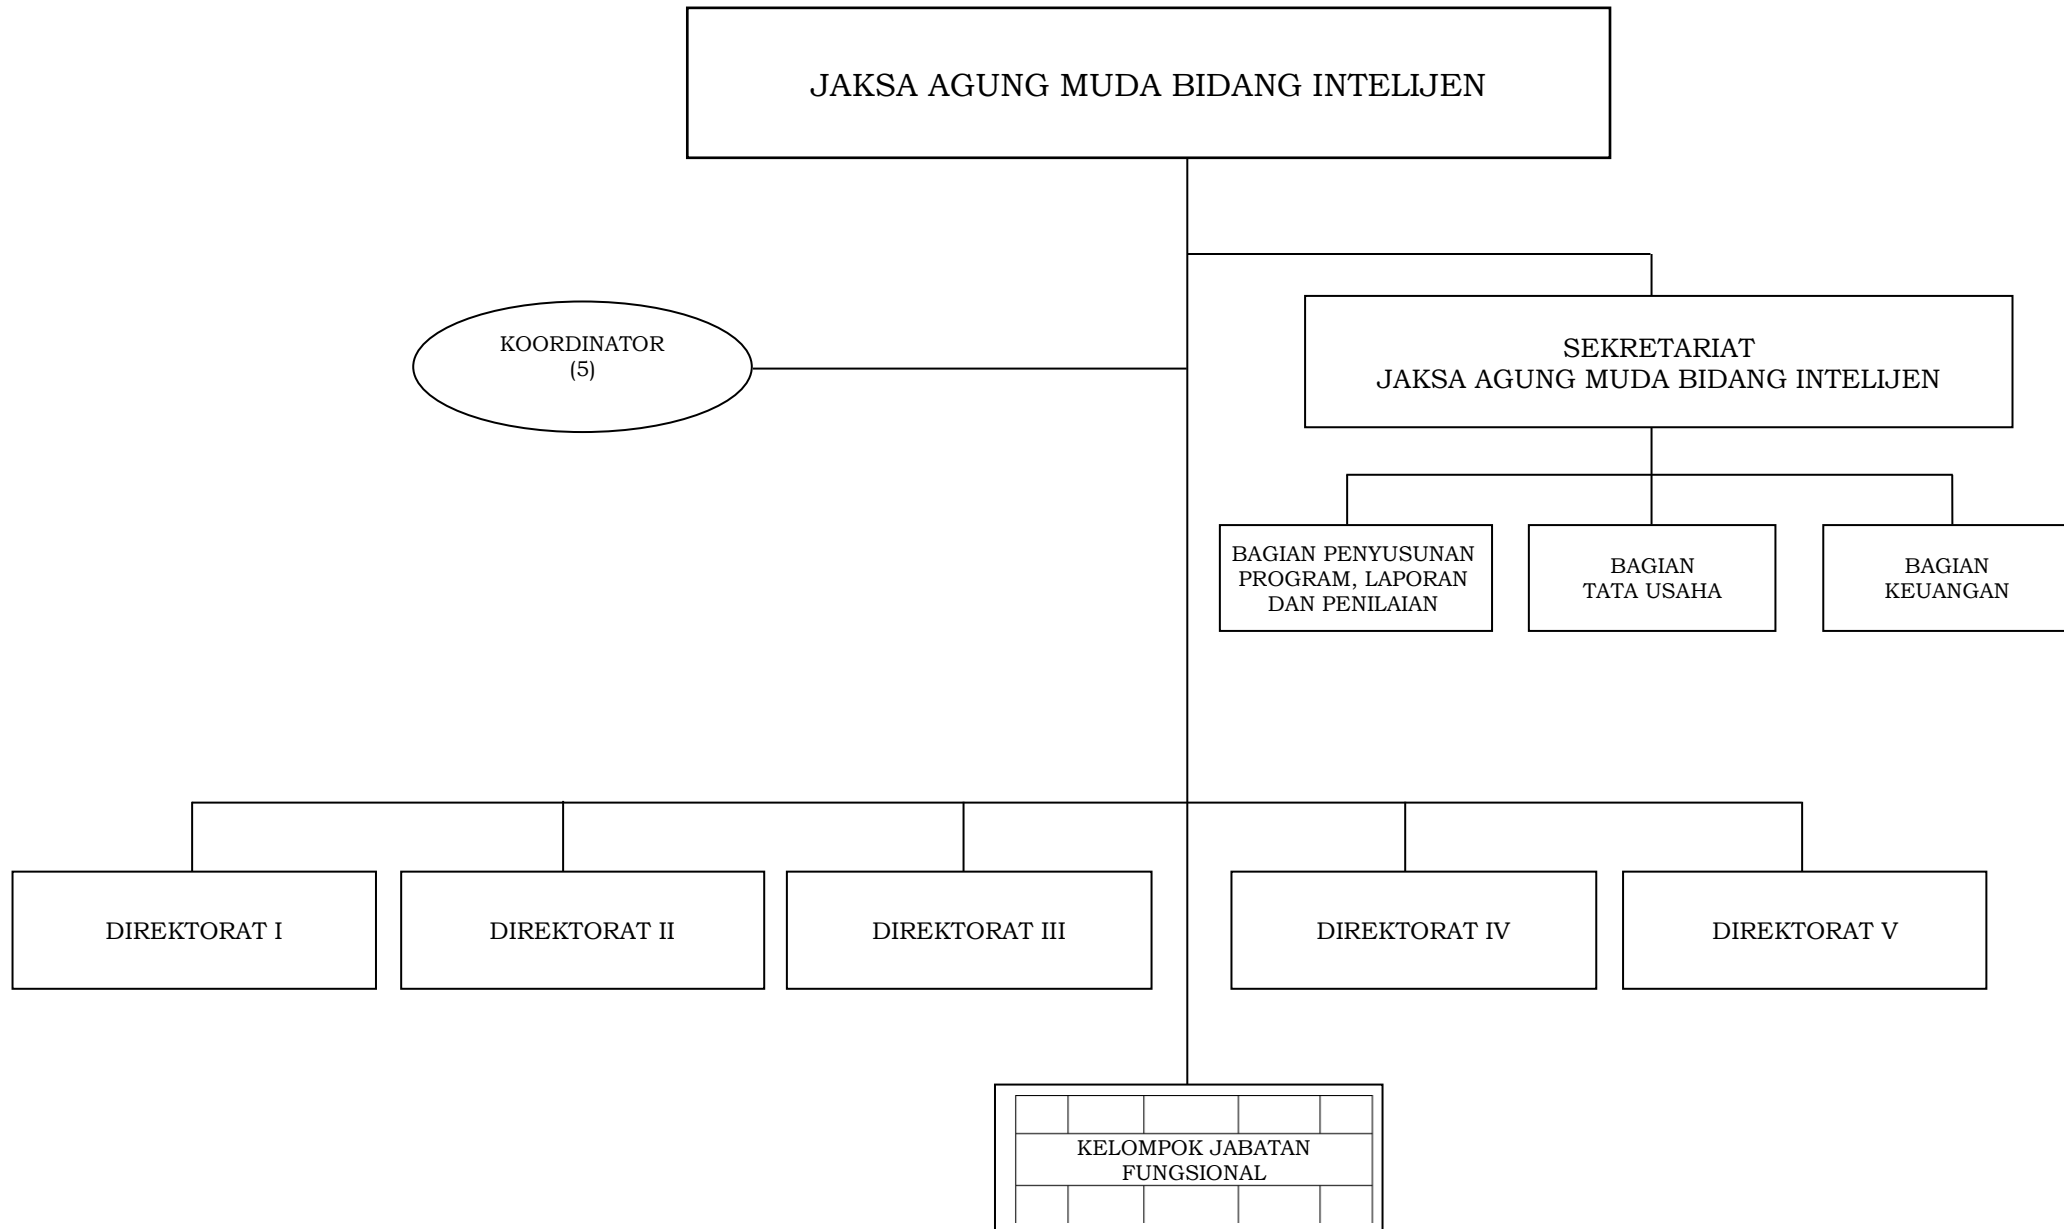 JAKSA AGUNG MUDA BIDANG INTELIJEN
KOORDINATOR
(5)
SEKRETARIAT
JAKSA AGUNG MUDA BIDANG INTELIJEN
BAGIAN PENYUSUNAN
PROGRAM, LAPORAN
DAN PENILAIAN
BAGIAN
TATA USAHA
BAGIAN
KEUANGAN
DIREKTORAT I
DIREKTORAT II
DIREKTORAT III
DIREKTORAT IV
DIREKTORAT V
KELOMPOK JABATAN
FUNGSIONAL